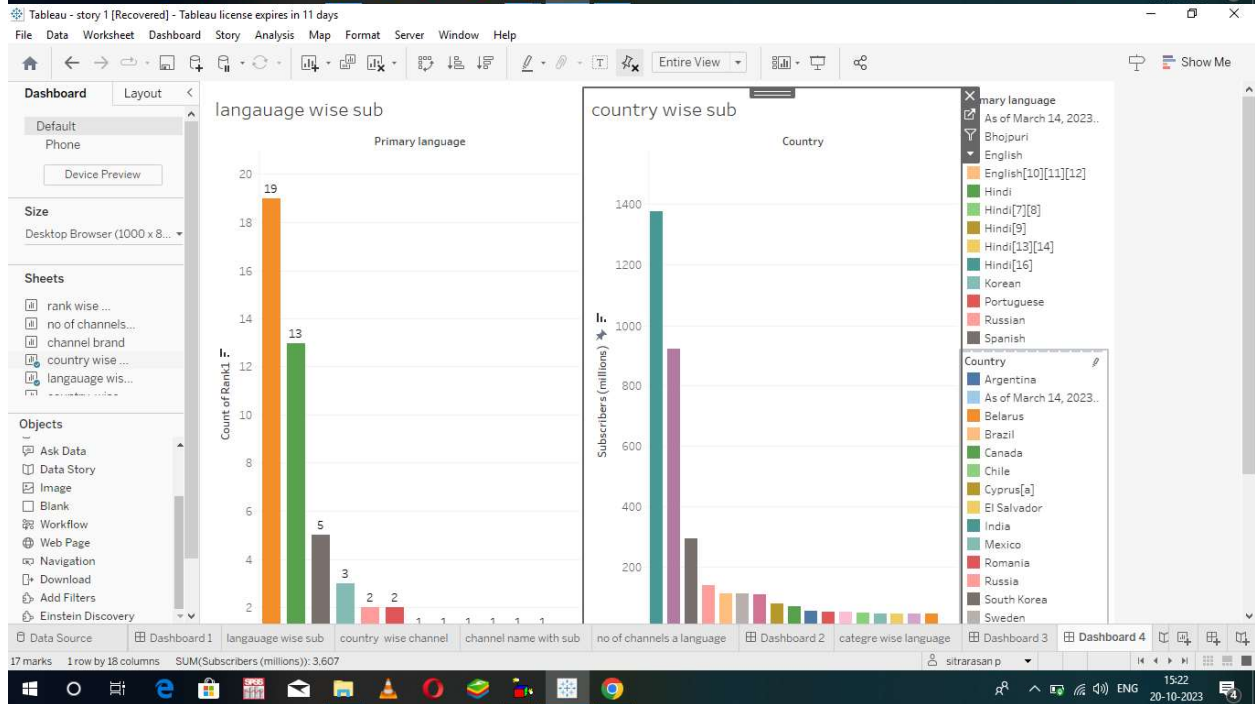 Tableau - story 1 [Recovered] - Tableau license expires in 11 days
File Data Worksheet Dashboard Story Analysis Map Format Server Window Help
Entire View
Show Me
Dashboard Layout
Default
Phone
Device Preview
Size
Desktop Browser (1000 x 8...
Sheets
rank wise ...
no of channels...
channel brand
country wise ...
langauage wis...
Objects
Ask Data
Data Story
Image
Blank
Workflow
Web Page
Navigation
Download
Add Filters
Einstein Discovery
langauage wise sub
Primary language
Count of Rank1
20
18
16
14
12
10
8
6
4
2
19
13
5
3
2
2
1 1 1 1 1 1
country wise sub
Country
Subscribers (millions)
1400
1200
1000
800
600
400
200
mary language
As of March 14, 2023..
Bhojpuri
English
English[10][11][12]
Hindi
Hindi[7][8]
Hindi[9]
Hindi[13][14]
Hindi[16]
Korean
Portuguese
Russian
Spanish
Country
Argentina
As of March 14, 2023..
Belarus
Brazil
Canada
Chile
Cyprus[a]
El Salvador
India
Mexico
Romania
Russia
South Korea
Sweden
Data Source Dashboard 1 langauage wise sub country wise channel channel name with sub no of channels a language Dashboard 2 categre wise language Dashboard 3 Dashboard 4
17 marks 1 row by 18 columns SUM(Subscribers (millions)): 3,607
sitrarasan p
ENG
15:22
20-10-2023
4